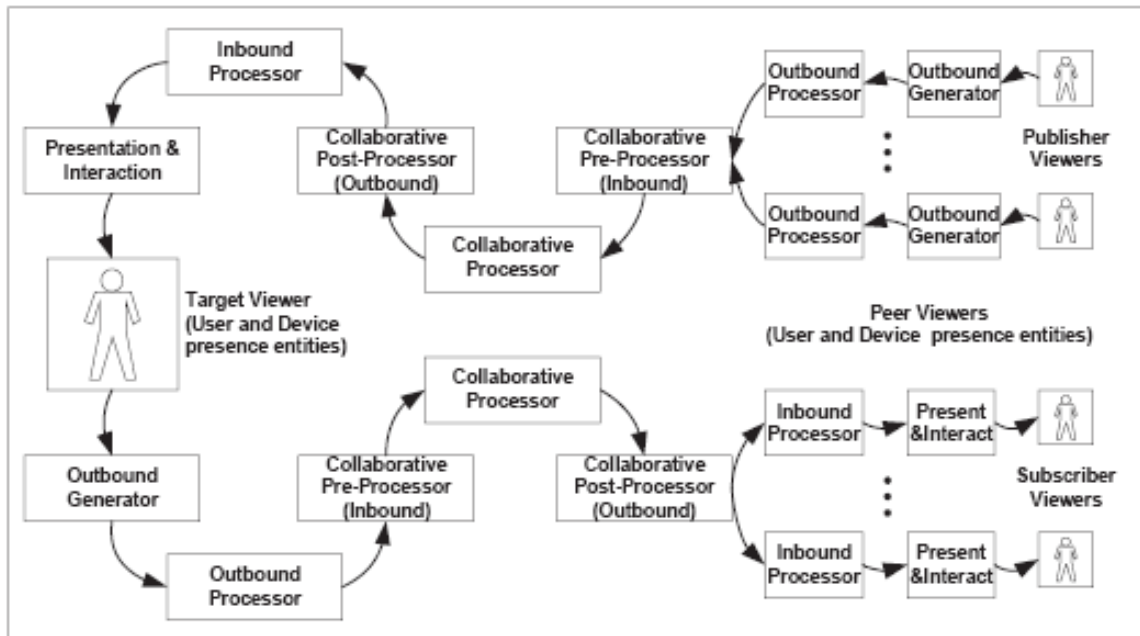 Inbound
Processor
Presentation &
Interaction
Collaborative
Post-Processor
(Outbound)
Collaborative
Pre-Processor
(Inbound)
Collaborative
Processor
Outbound
Processor
Outbound
Generator
Publisher
Viewers
Outbound
Processor
Outbound
Generator
Target Viewer
(User and Device
presence entities)
Peer Viewers
(User and Device presence entities)
Outbound
Generator
Outbound
Processor
Collaborative
Pre-Processor
(Inbound)
Collaborative
Processor
Collaborative
Post-Processor
(Outbound)
Inbound
Processor
Present
&Interact
Subscriber
Viewers
Inbound
Processor
Present
&Interact